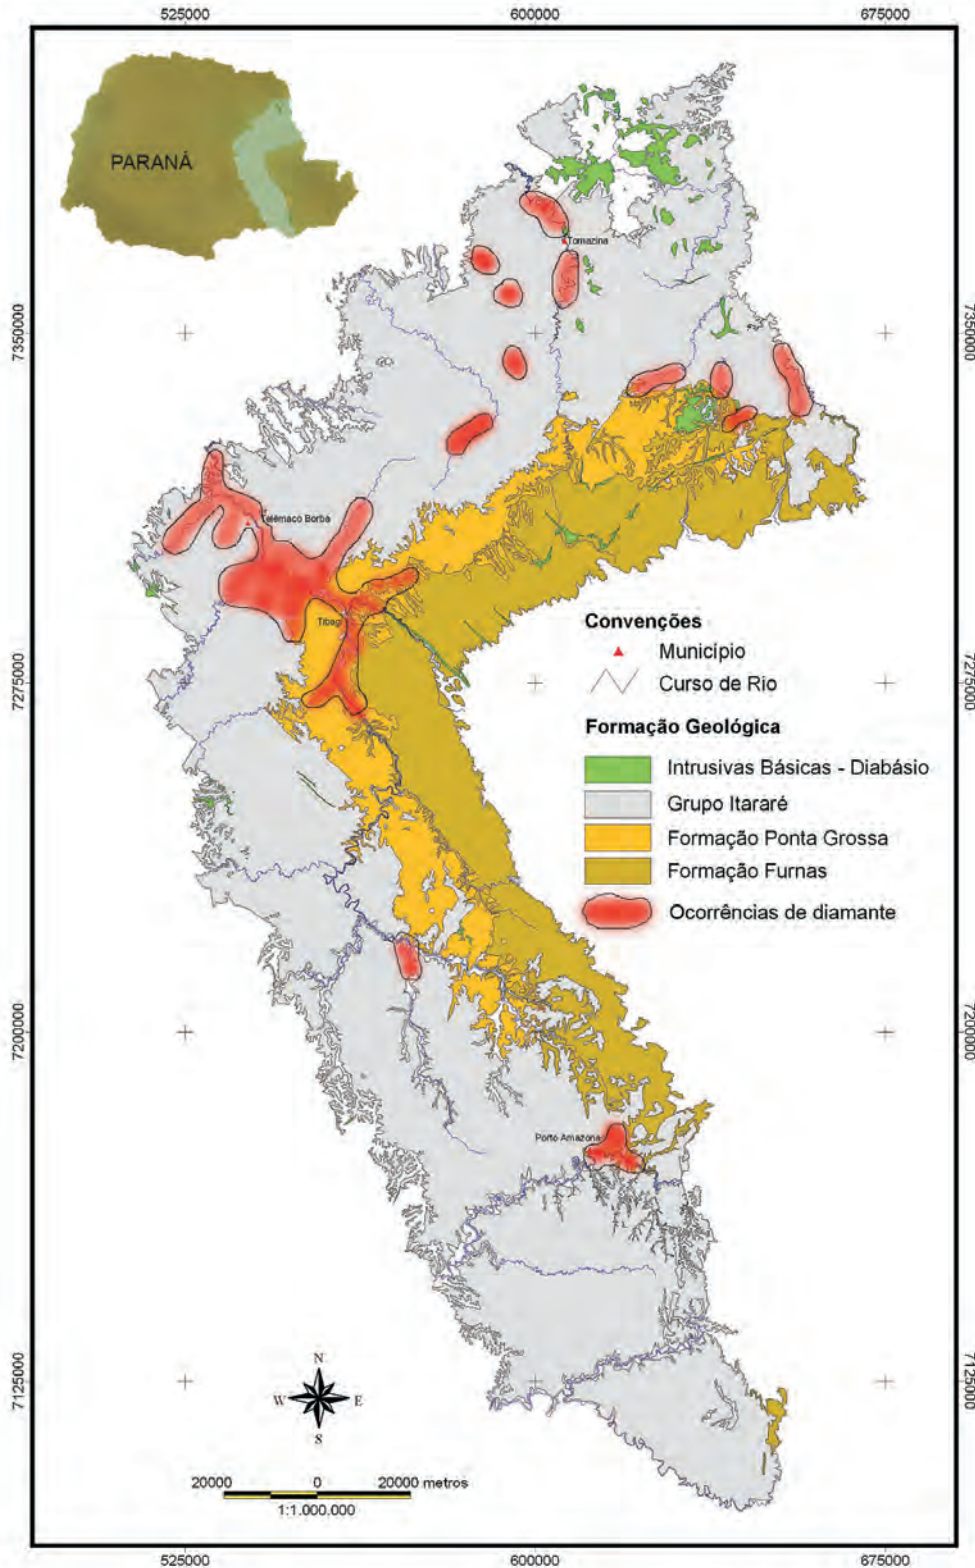 525000
600000
675000
PARANÁ
Tomazina
7350000
7350000
Telêmaco Borba
Tibagi
Convenções
Município
Curso de Rio
7275000
7275000
Formação Geológica
Intrusivas Básicas - Diabásio
Grupo Itararé
Formação Ponta Grossa
Formação Furnas
Ocorrências de diamante
7200000
7200000
Porto Amazona
7125000
7125000
N
W
E
S
20000
0
20000 metros
1:1.000.000
525000
600000
675000